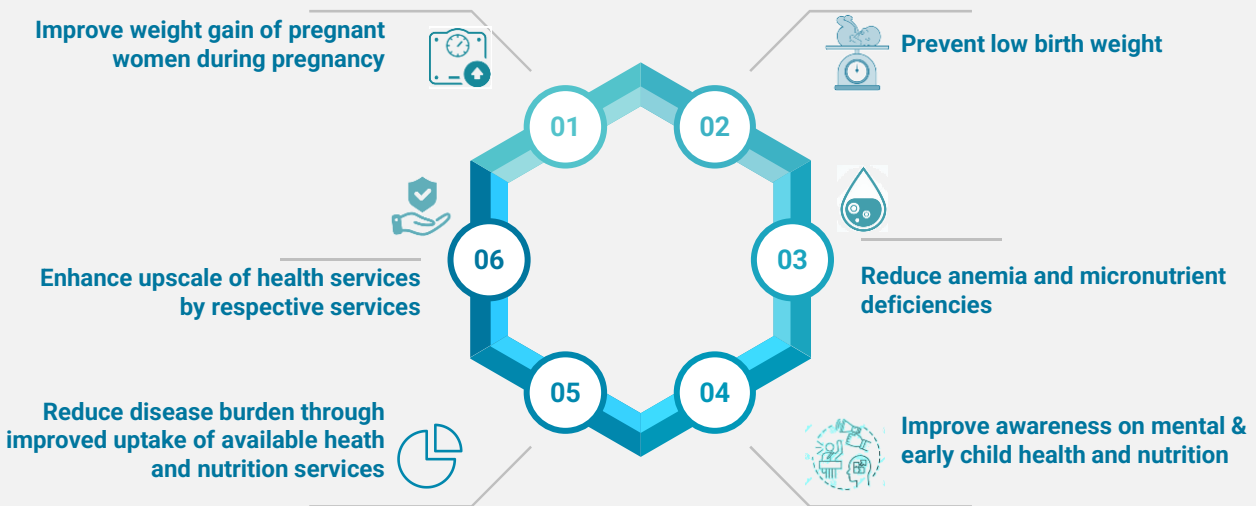 Improve weight gain of pregnant
women during pregnancy
01
02
Prevent low birth weight
03
Reduce anemia and micronutrient
deficiencies
04
Improve awareness on mental &
early child health and nutrition
05
Reduce disease burden through
improved uptake of available heath
and nutrition services
06
Enhance upscale of health services
by respective services